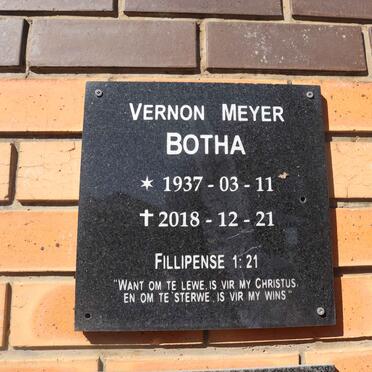 VERNON MEYER
BOTHA
✶ 1937 - 03 - 11
✝ 2018 - 12 - 21
FILLIPENSE 1: 21
"WANT OM TE LEWE, IS VIR MY CHRISTUS,
EN OM TE STERWE, IS VIR MY WINS"